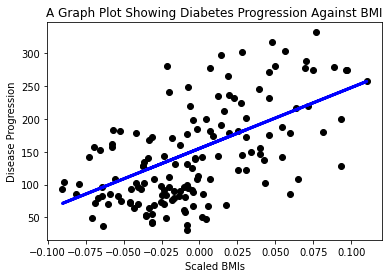 A Graph Plot Showing Diabetes Progression Against BMI
300
250
200
150
100
50
Disease Progression
−0.100 −0.075 −0.050 −0.025 0.000 0.025 0.050 0.075 0.100
Scaled BMIs